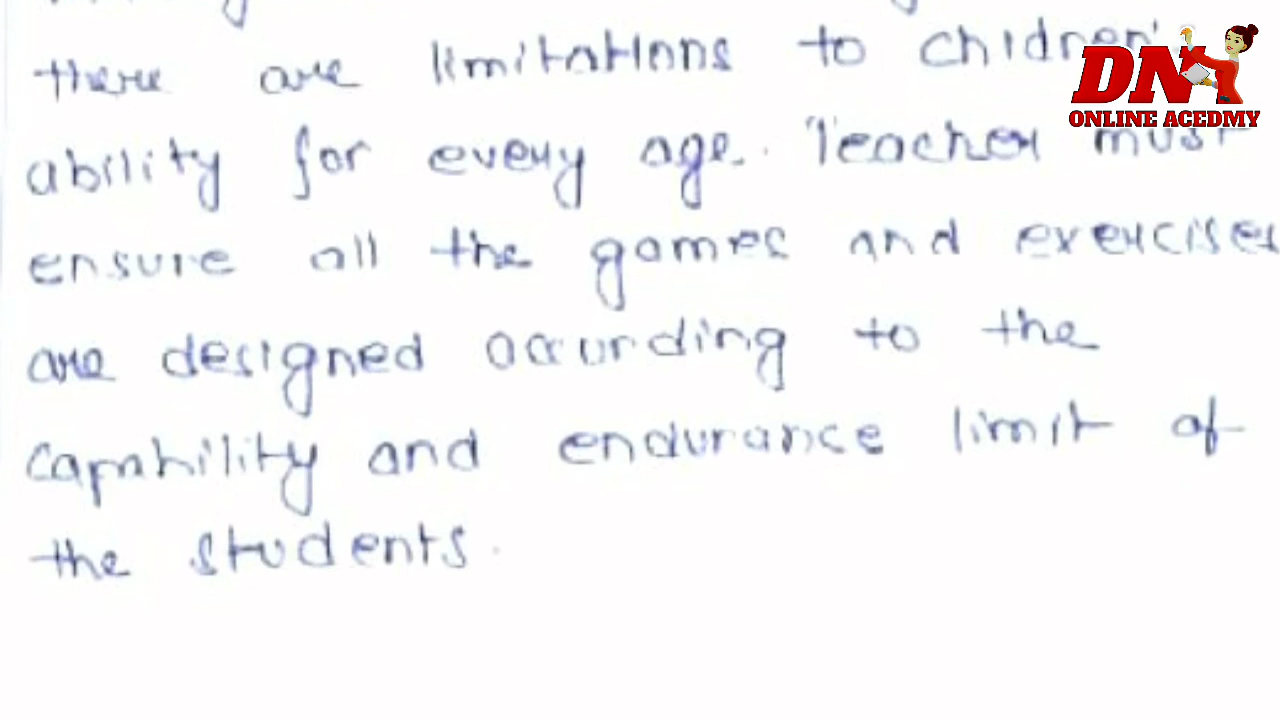 there are limitations to chidren's
ability for every age. Teacher must
ensure all the games and exercises
are designed according to the
capability and endurance limit of
the students.
DN
ONLINE ACEDMY